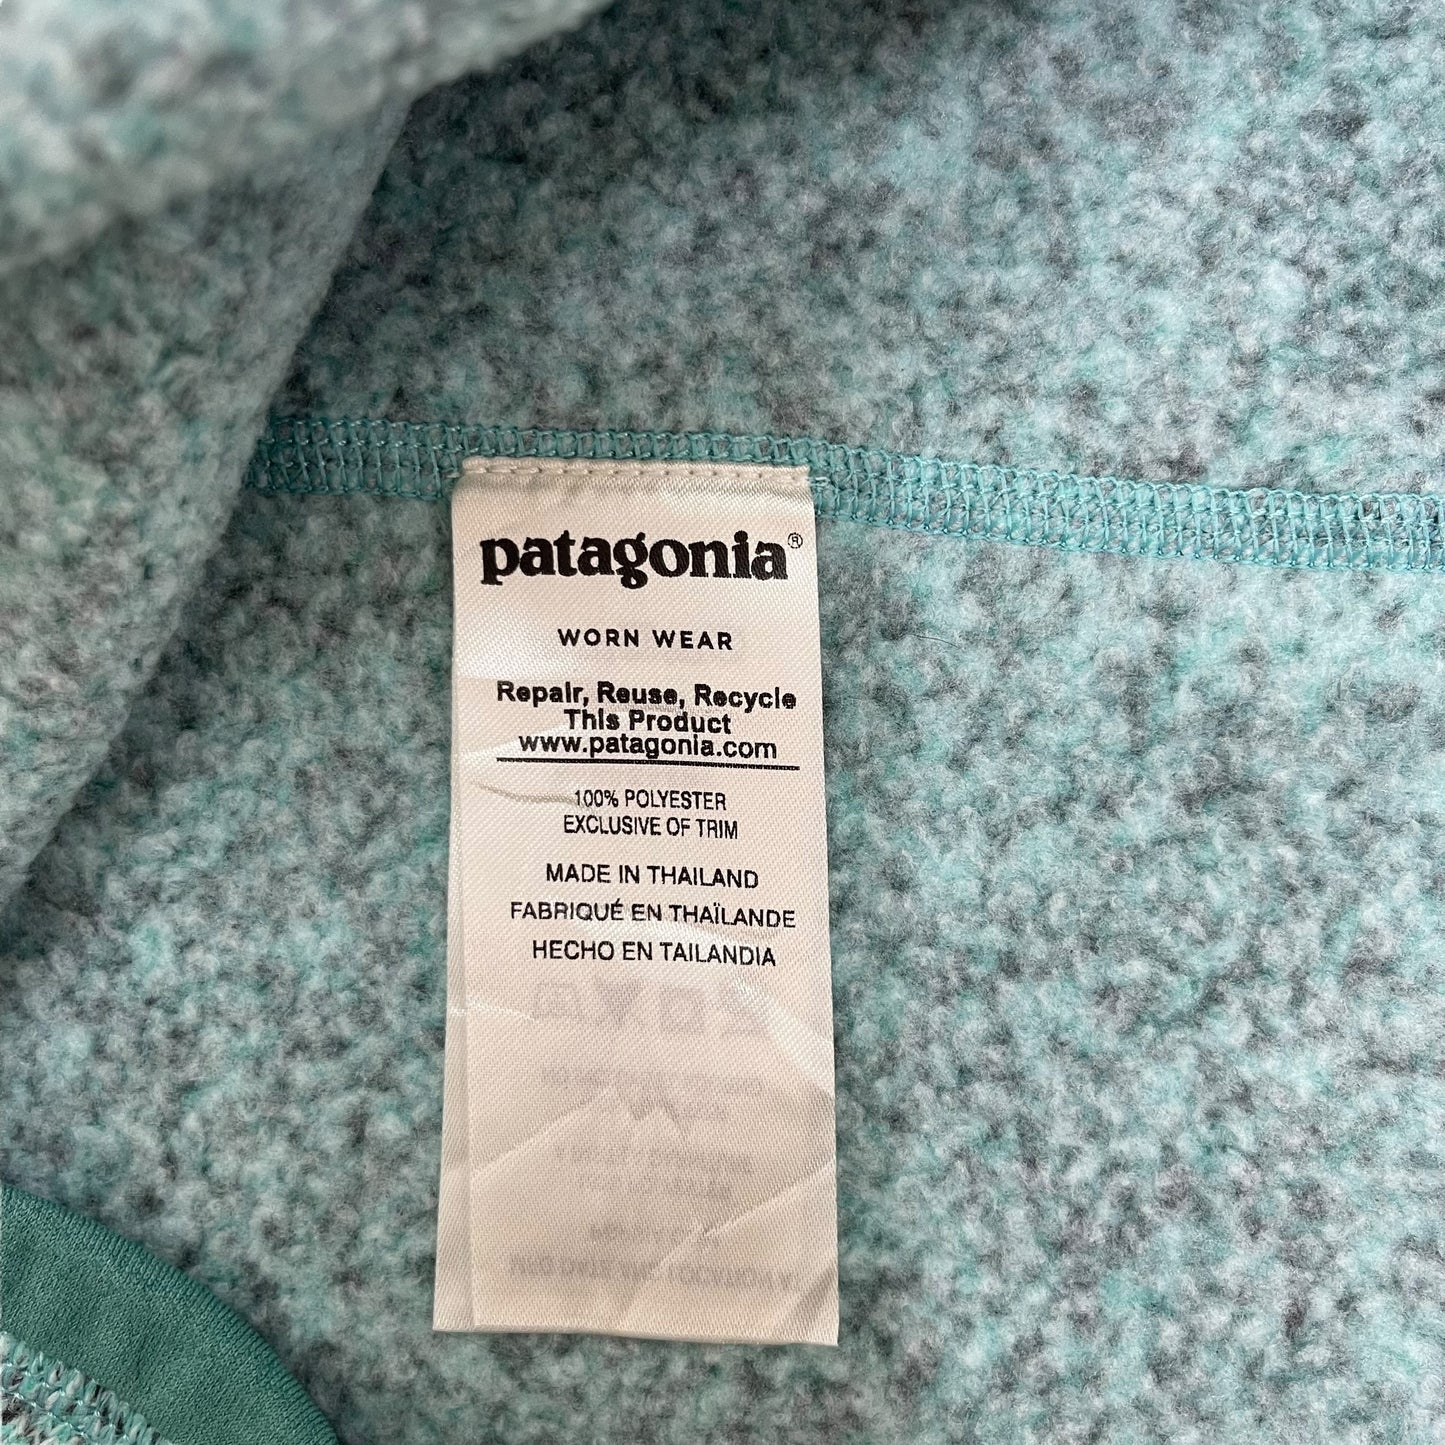 patagonia®
WORN WEAR
Repair, Reuse, Recycle
This Product
www.patagonia.com
100% POLYESTER
EXCLUSIVE OF TRIM
MADE IN THAILAND
FABRIQUÉ EN THAÏLANDE
HECHO EN TAILANDIA